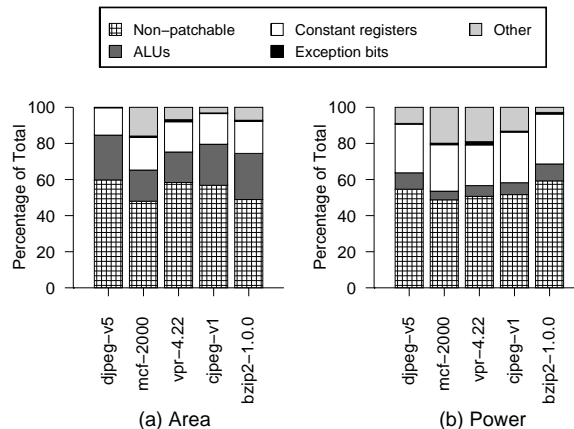 Non−patchable Constant registers Other
ALUs Exception bits
Percentage of Total
100
80
60
40
20
0
djpeg−v5
mcf−2000
vpr−4.22
cjpeg−v1
bzip2−1.0.0
(a) Area
Percentage of Total
100
80
60
40
20
0
djpeg−v5
mcf−2000
vpr−4.22
cjpeg−v1
bzip2−1.0.0
(b) Power